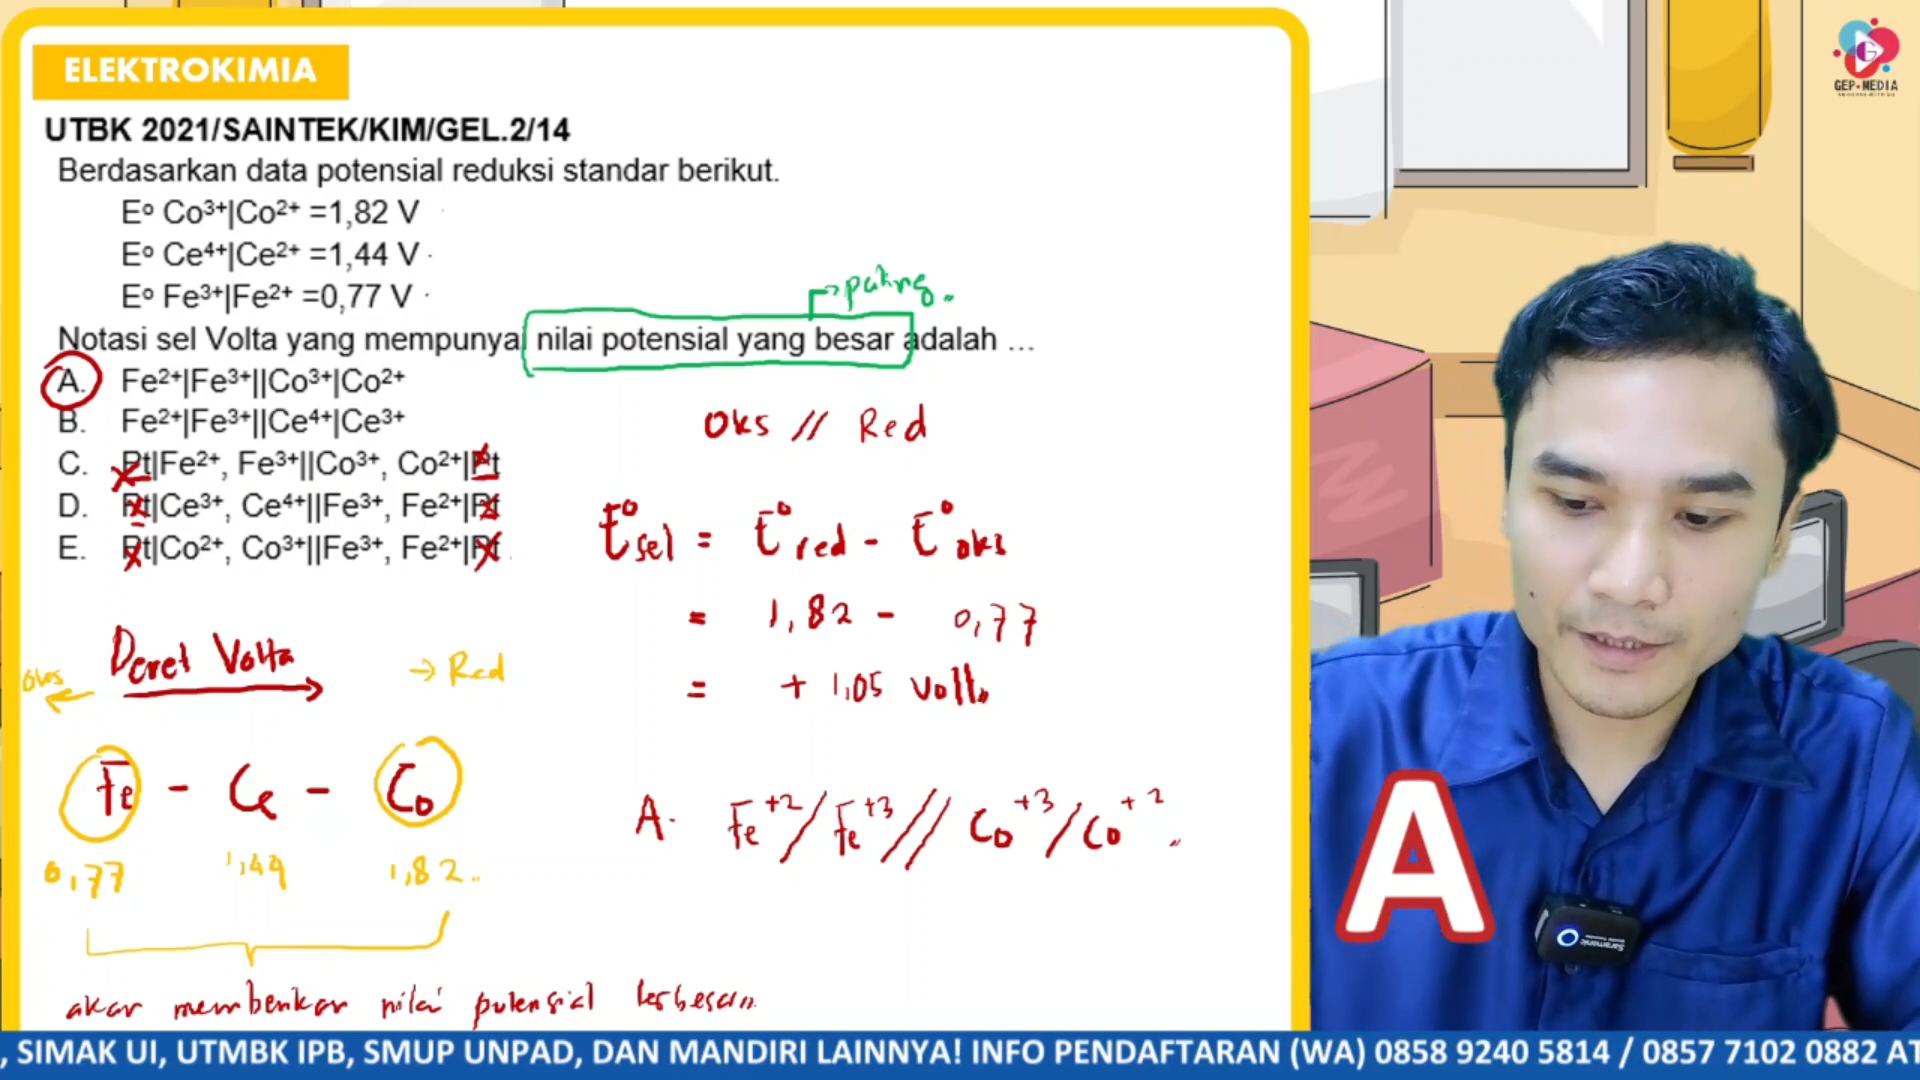 ELEKTROKIMIA
UTBK 2021/SAINTEK/KIM/GEL.2/14
Berdasarkan data potensial reduksi standar berikut.
Eº Co³⁺|Co²⁺ =1,82 V
Eº Ce⁴⁺|Ce²⁺ =1,44 V
Eº Fe³⁺|Fe²⁺ =0,77 V
→ paling
Notasi sel Volta yang mempunya nilai potensial yang besar adalah ...
A. Fe²⁺|Fe³⁺||Co³⁺|Co²⁺
B. Fe²⁺|Fe³⁺||Ce⁴⁺|Ce³⁺
C. Pt|Fe²⁺, Fe³⁺||Co³⁺, Co²⁺|Pt
D. Pt|Ce³⁺, Ce⁴⁺||Fe³⁺, Fe²⁺|Pt
E. Pt|Co²⁺, Co³⁺||Fe³⁺, Fe²⁺|Pt
Oks // Red
E°sel = E°red - E°oks
= 1,82 - 0,77
= + 1,05 volt
A. Fe⁺²/Fe⁺³//Co⁺³/Co⁺²
Deret Volta
Oks
→ Red
Fe - Ce - Co
0,77 1,44 1,82
akan memberikan nilai potensial terbesar
A
GEP MEDIA
Saramonic
, SIMAK UI, UTMBK IPB, SMUP UNPAD, DAN MANDIRI LAINNYA! INFO PENDAFTARAN (WA) 0858 9240 5814 / 0857 7102 0882 AT